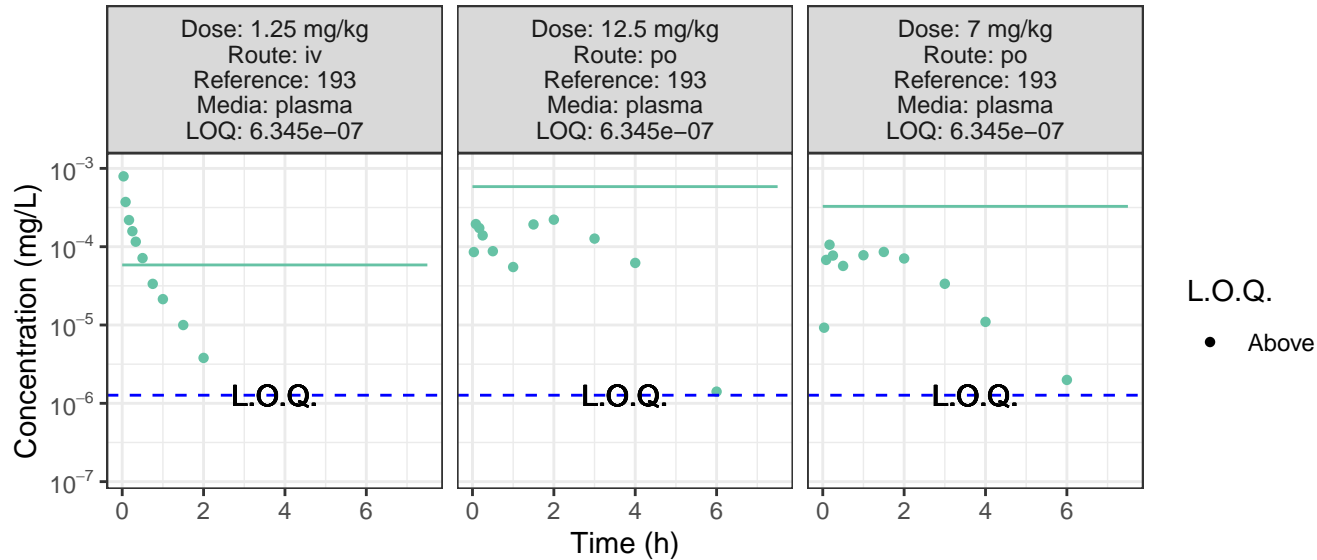 Dose: 1.25 mg/kg
Route: iv
Reference: 193
Media: plasma
LOQ: 6.345e−07
Dose: 12.5 mg/kg
Route: po
Reference: 193
Media: plasma
LOQ: 6.345e−07
Dose: 7 mg/kg
Route: po
Reference: 193
Media: plasma
LOQ: 6.345e−07
Concentration (mg/L)
10⁻³
10⁻⁴
10⁻⁵
10⁻⁶
10⁻⁷
L.O.Q.
L.O.Q.
L.O.Q.
0 2 4 6
0 2 4 6
0 2 4 6
Time (h)
L.O.Q.
Above